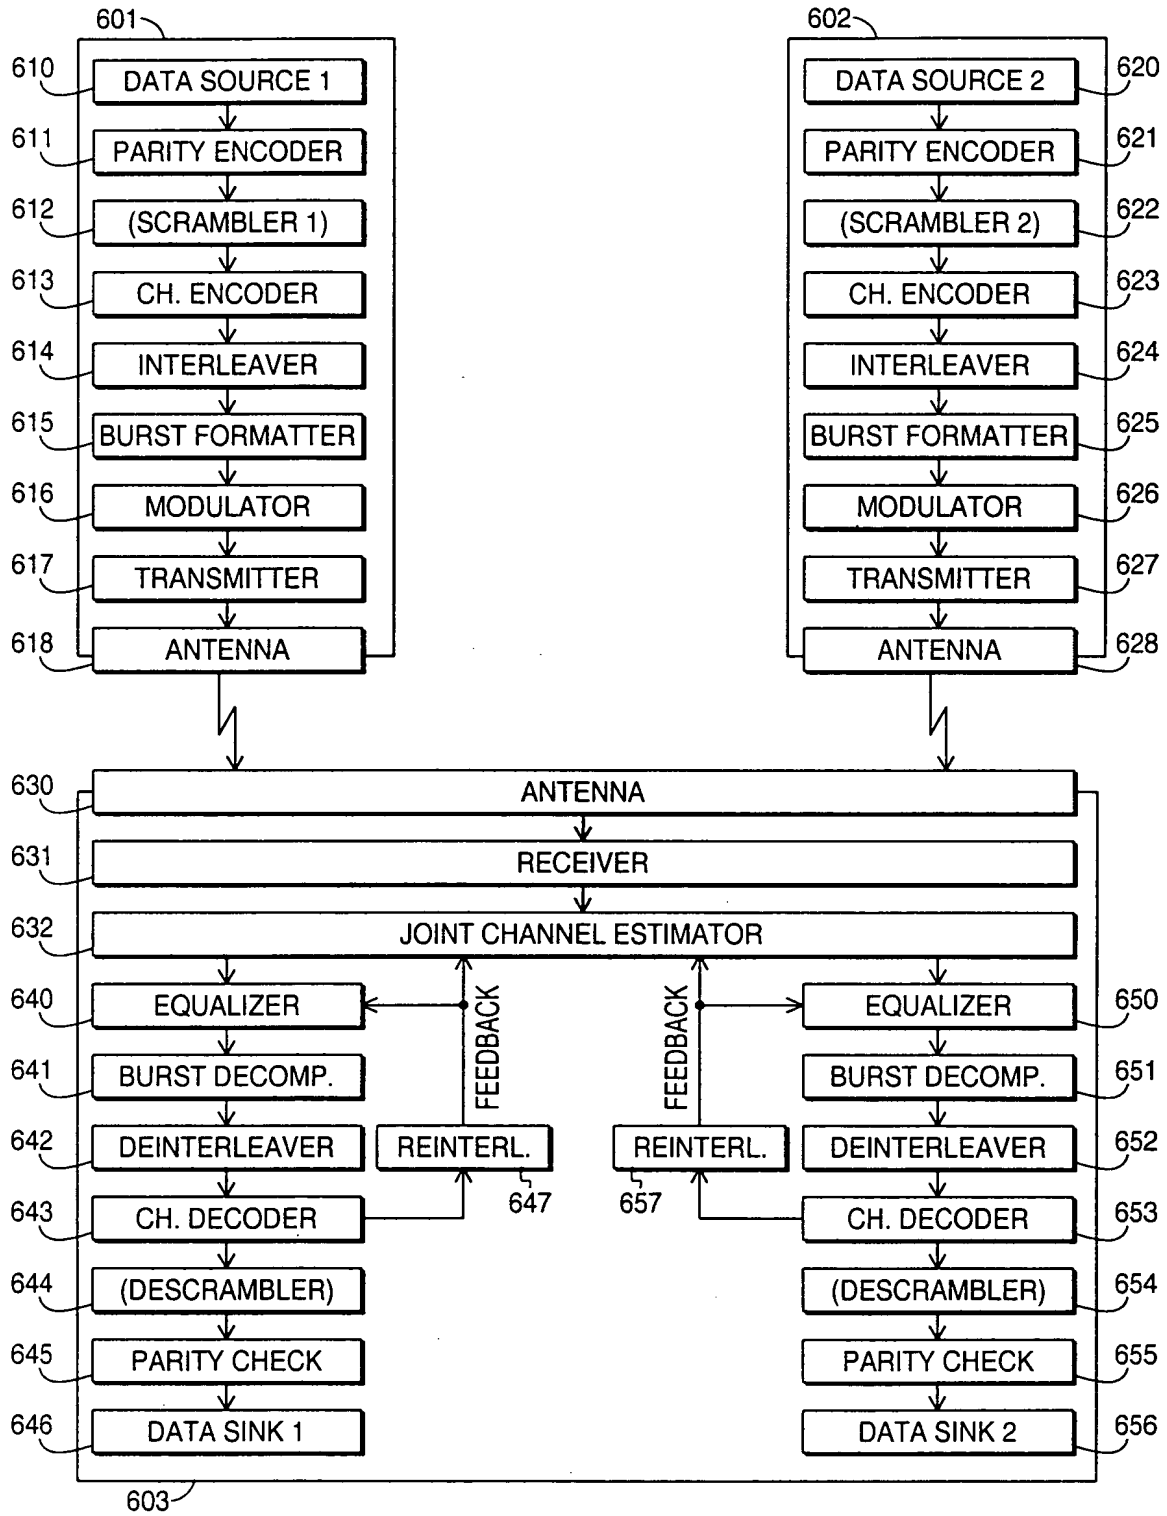 601
602
610 DATA SOURCE 1
DATA SOURCE 2 620
611 PARITY ENCODER
PARITY ENCODER 621
612 (SCRAMBLER 1)
(SCRAMBLER 2) 622
613 CH. ENCODER
CH. ENCODER 623
614 INTERLEAVER
INTERLEAVER 624
615 BURST FORMATTER
BURST FORMATTER 625
616 MODULATOR
MODULATOR 626
617 TRANSMITTER
TRANSMITTER 627
618 ANTENNA
ANTENNA 628
630 ANTENNA
631 RECEIVER
632 JOINT CHANNEL ESTIMATOR
640 EQUALIZER
FEEDBACK
FEEDBACK
EQUALIZER 650
641 BURST DECOMP.
BURST DECOMP. 651
642 DEINTERLEAVER
REINTERL.
647
REINTERL.
657
DEINTERLEAVER 652
643 CH. DECODER
CH. DECODER 653
644 (DESCRAMBLER)
(DESCRAMBLER) 654
645 PARITY CHECK
PARITY CHECK 655
646 DATA SINK 1
DATA SINK 2 656
603